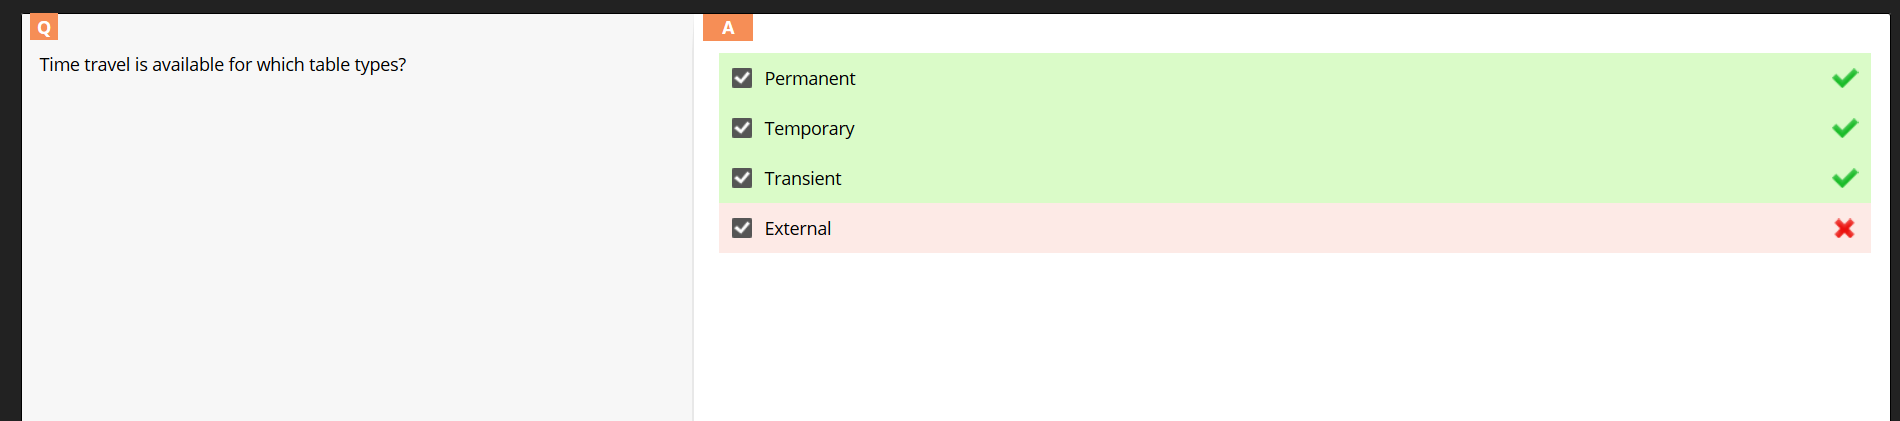 Q
Time travel is available for which table types?
A
Permanent
Temporary
Transient
External